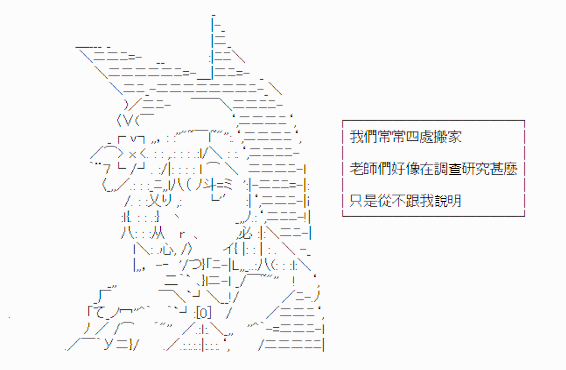 我們常常四處搬家
老師們好像在調查研究甚麼
只是從不跟我說明